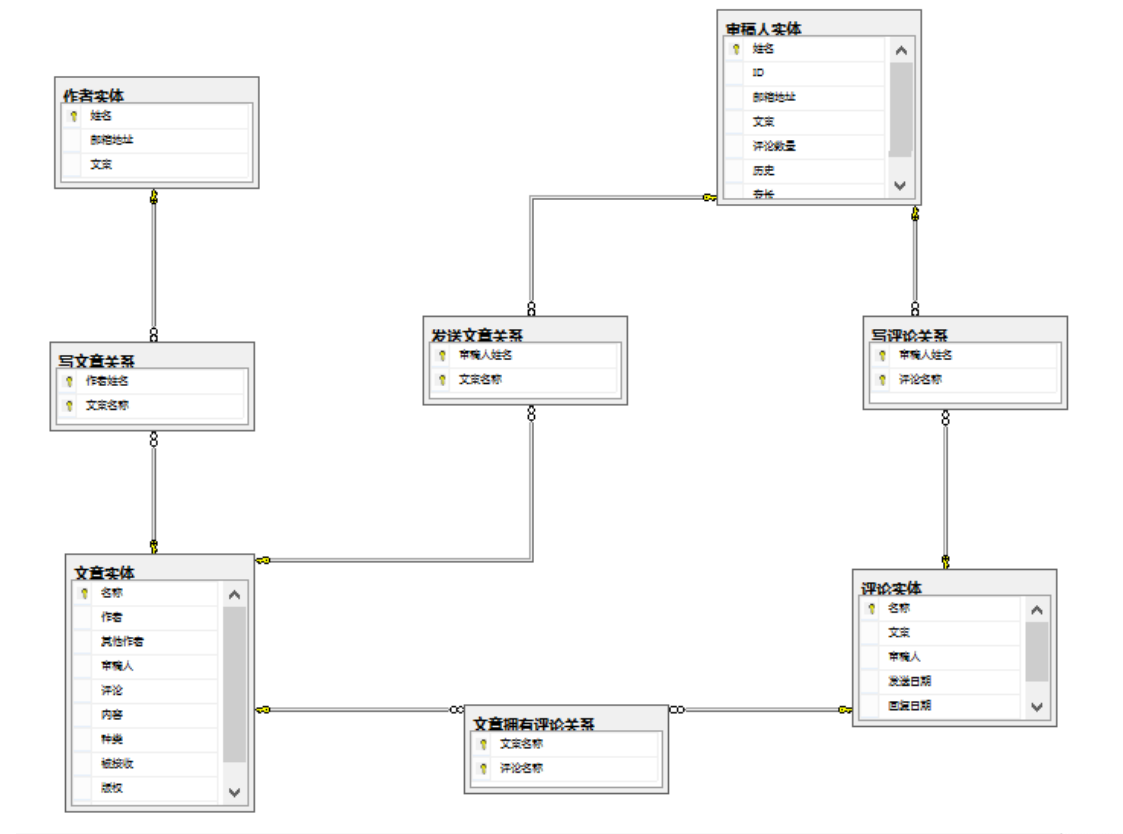 审稿人实体
姓名
ID
邮箱地址
文章
评论数量
历史
专长
作者实体
姓名
邮箱地址
文章
发送文章关系
审稿人姓名
文章名称
写评论关系
审稿人姓名
评论名称
写文章关系
作者姓名
文章名称
文章实体
名称
作者
其他作者
审稿人
评论
内容
种类
被接收
版权
评论实体
名称
文章
审稿人
发送日期
回复日期
文章拥有评论关系
文章名称
评论名称